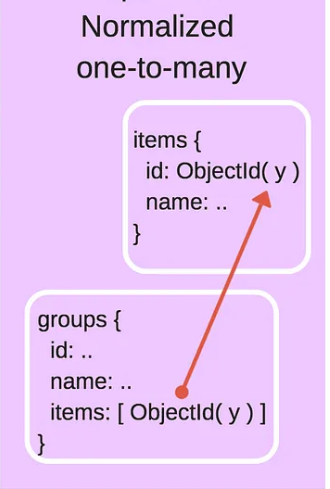 Normalized
one-to-many
items {
id: ObjectId( y )
name: ..
}
groups {
id: ..
name: ..
items: [ ObjectId( y ) ]
}